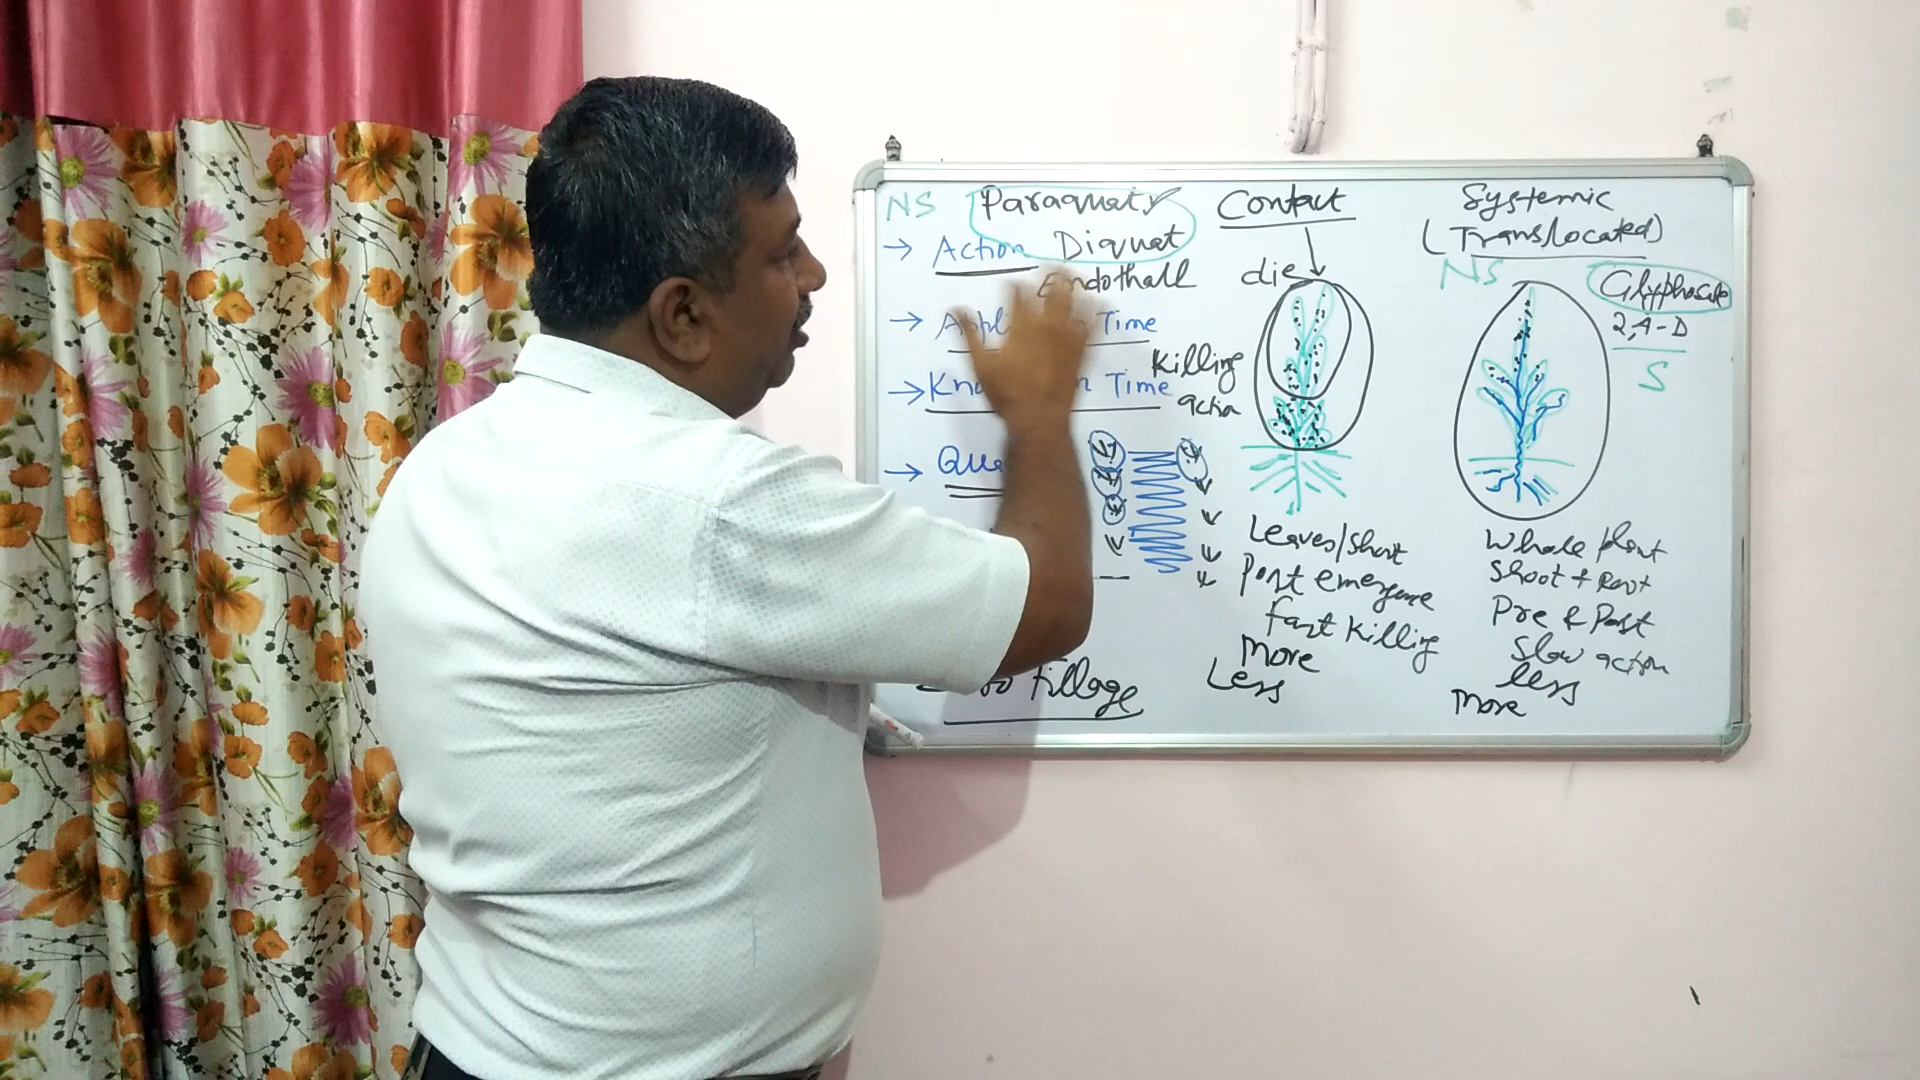 NS Paraquat Contact Systemic
(Translocated)
→ Action Diquat NS
Endothall die Glyphosate
2,4-D
→ Time S
Killing
action
→ Time
→
Leaves/Shoot Whole plant
Post emergence Shoot + Root
Fast Killing Pre & Post
More Slow action
Less less
Tillage More